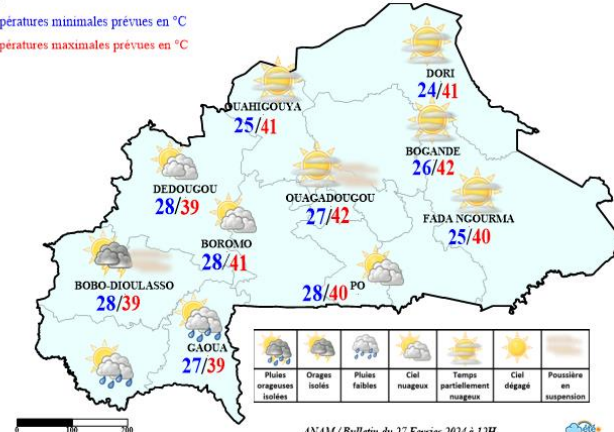 pératures minimales prévues en °C
pératures maximales prévues en °C
DORI
24/41
OUAHIGOUYA
25/41
BOGANDE
26/42
DEDOUGOU
28/39
OUAGADOUGOU
27/42
FADA NGOURMA
25/40
BOROMO
28/41
BOBO-DIOULASSO
28/39
PO
28/40
GAOUA
27/39
Pluies orageuses isolées
Orages isolés
Pluies faibles
Ciel nuageux
Temps partiellement nuageux
Ciel dégagé
Poussière en suspension
100
200
ANAM / Bulletin du 27 Fevrier 2024 à 12H